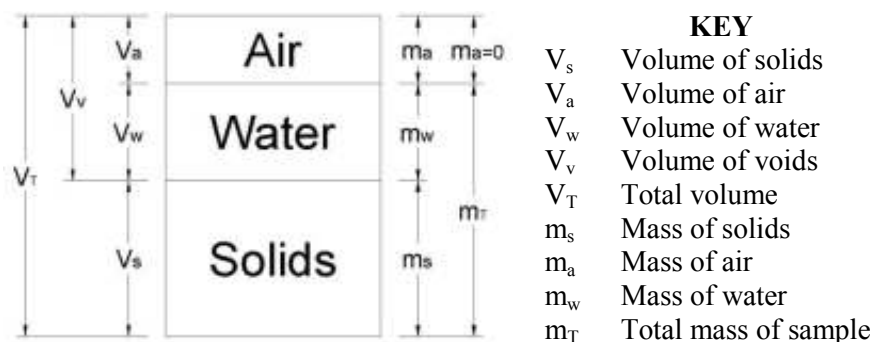 Air
Water
Solids
Va
Vv
Vw
VT
Vs
ma
ma=0
mw
mT
ms
KEY
Vs Volume of solids
Va Volume of air
Vw Volume of water
Vv Volume of voids
VT Total volume
ms Mass of solids
ma Mass of air
mw Mass of water
mT Total mass of sample